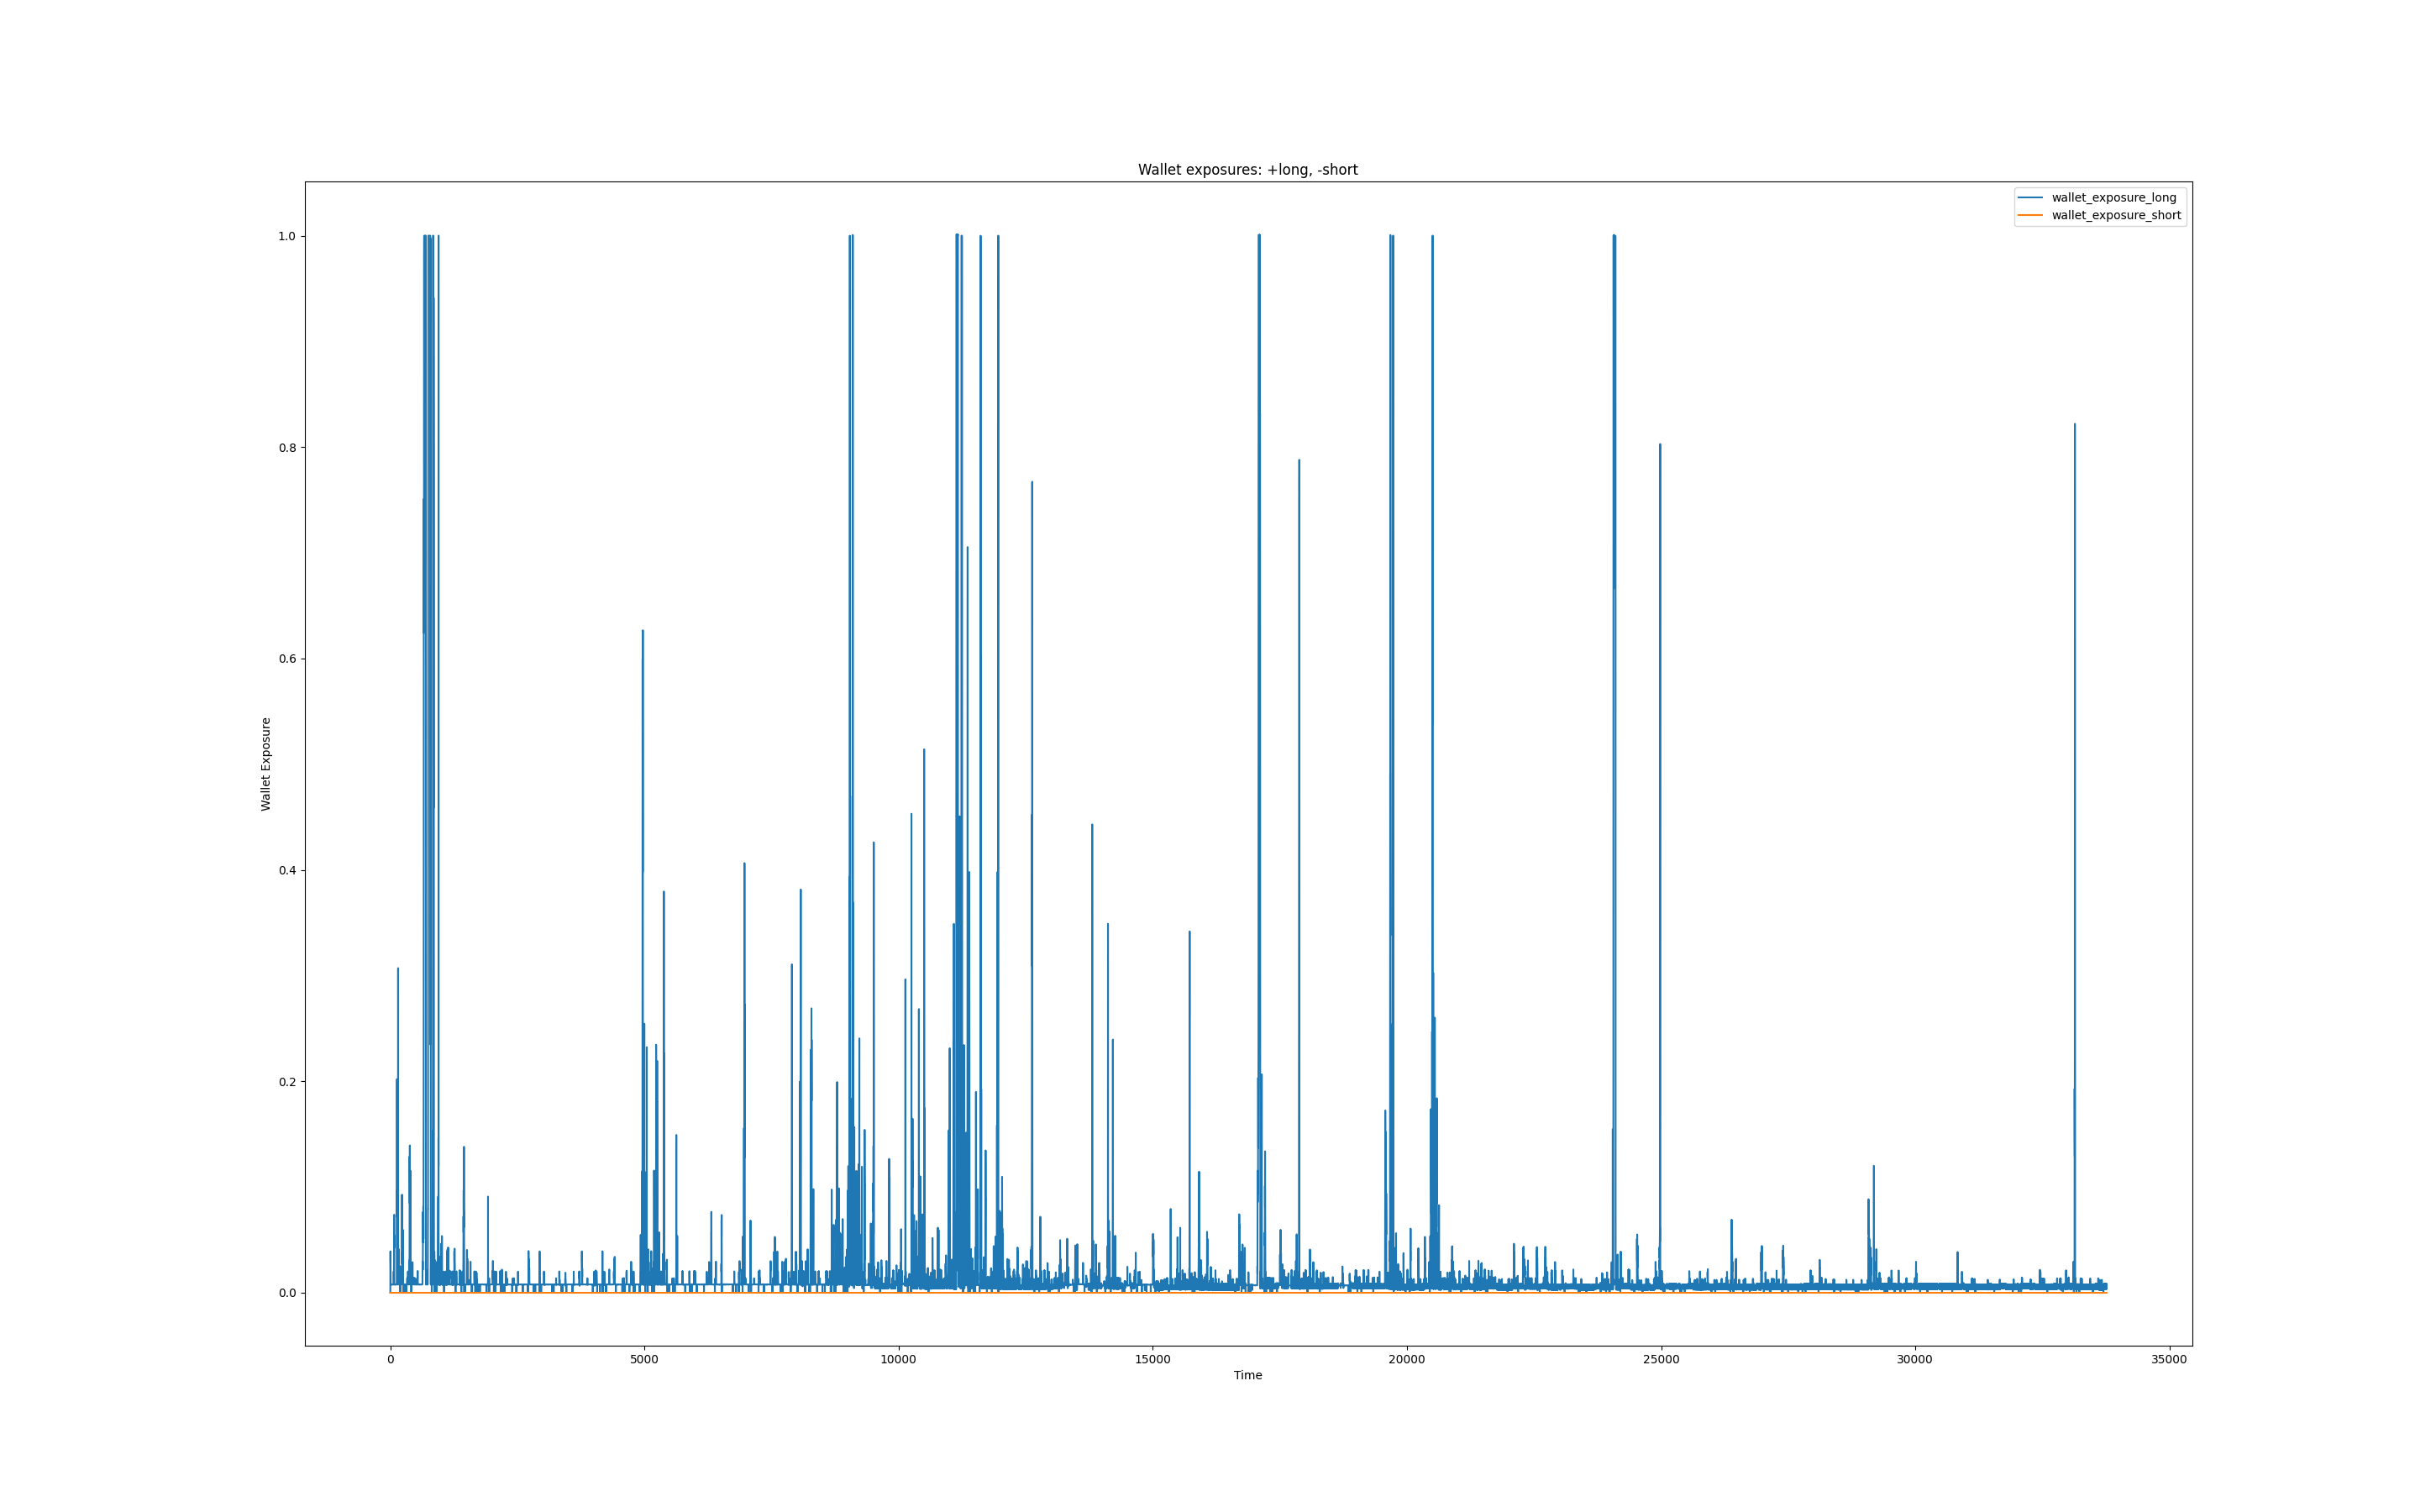 Wallet exposures: +long, -short
wallet_exposure_long
wallet_exposure_short
1.0
0.8
0.6
0.4
0.2
0.0
Wallet Exposure
0 5000 10000 15000 20000 25000 30000 35000
Time